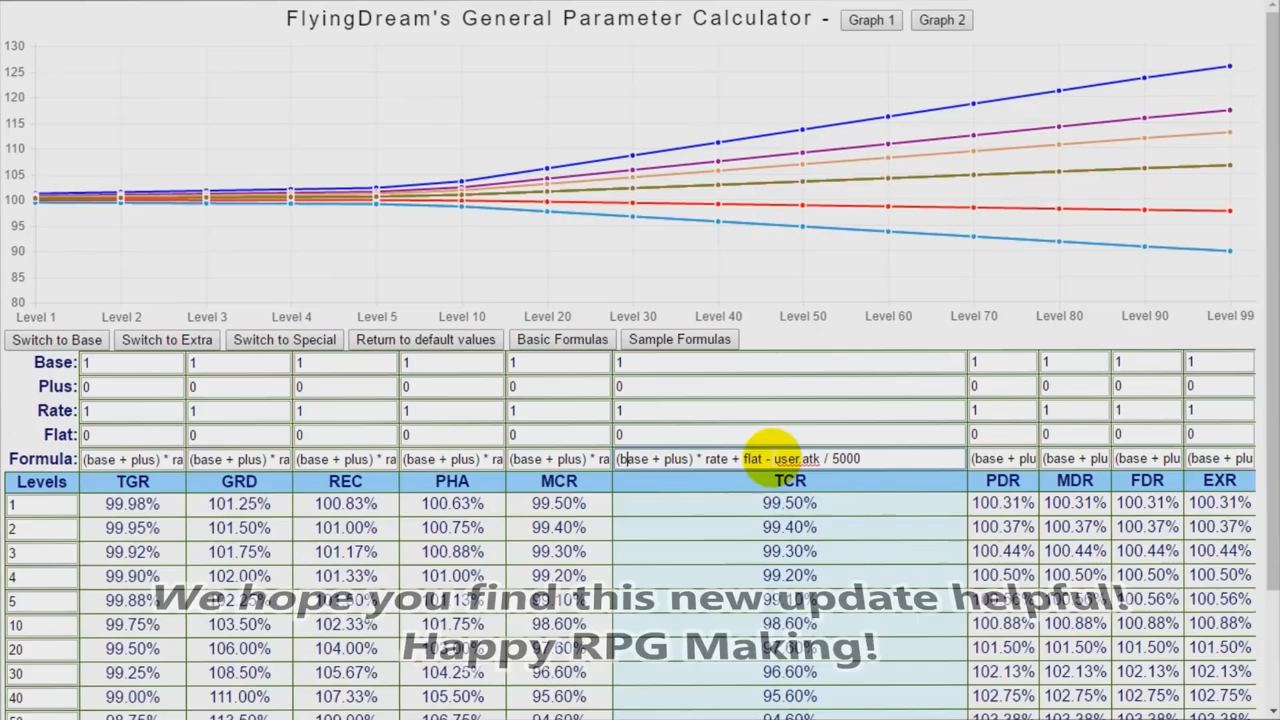 FlyingDream's General Parameter Calculator - Graph 1 Graph 2
130
125
120
115
110
105
100
95
90
85
80
Level 1 Level 2 Level 3 Level 4 Level 5 Level 10 Level 20 Level 30 Level 40 Level 50 Level 60 Level 70 Level 80 Level 90 Level 99
Switch to Base Switch to Extra Switch to Special Return to default values Basic Formulas Sample Formulas
Base: 1 1 1 1 1 1 1 1 1 1
Plus: 0 0 0 0 0 0 0 0 0 0
Rate: 1 1 1 1 1 1 1 1 1 1
Flat: 0 0 0 0 0 0 0 0 0 0
Formula: (base + plus) * ra (base + plus) * ra (base + plus) * ra (base + plus) * ra (base + plus) * ra (base + plus) * rate + flat - user.atk / 5000 (base + plu (base + plu (base + plu (base + plu
Levels TGR GRD REC PHA MCR TCR PDR MDR FDR EXR
1 99.98% 101.25% 100.83% 100.63% 99.50% 99.50% 100.31% 100.31% 100.31% 100.31%
2 99.95% 101.50% 101.00% 100.75% 99.40% 99.40% 100.37% 100.37% 100.37% 100.37%
3 99.92% 101.75% 101.17% 100.88% 99.30% 99.30% 100.44% 100.44% 100.44% 100.44%
4 99.90% 102.00% 101.33% 101.00% 99.20% 99.20% 100.50% 100.50% 100.50% 100.50%
5 99.88% 102.25% 101.13% 100.56% 100.56%
We hope you find this new update helpful!
10 99.75% 103.50% 102.33% 101.75% 98.60% 98.60% 100.88% 100.88% 100.88% 100.88%
20 99.50% 106.00% 104.00% 97.60% 101.50% 101.50% 101.50% 101.50%
Happy RPG Making!
30 99.25% 108.50% 105.67% 104.25% 96.60% 96.60% 102.13% 102.13% 102.13% 102.13%
40 99.00% 111.00% 107.33% 105.50% 95.60% 95.60% 102.75% 102.75% 102.75% 102.75%